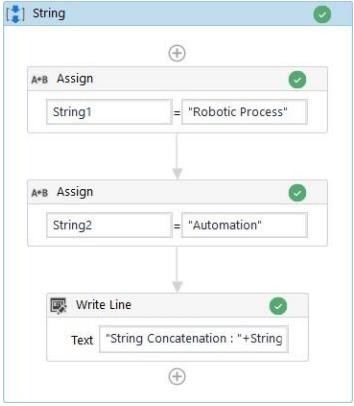 String
A+B Assign
String1 = "Robotic Process"
A+B Assign
String2 = "Automation"
Write Line
Text "String Concatenation : "+String